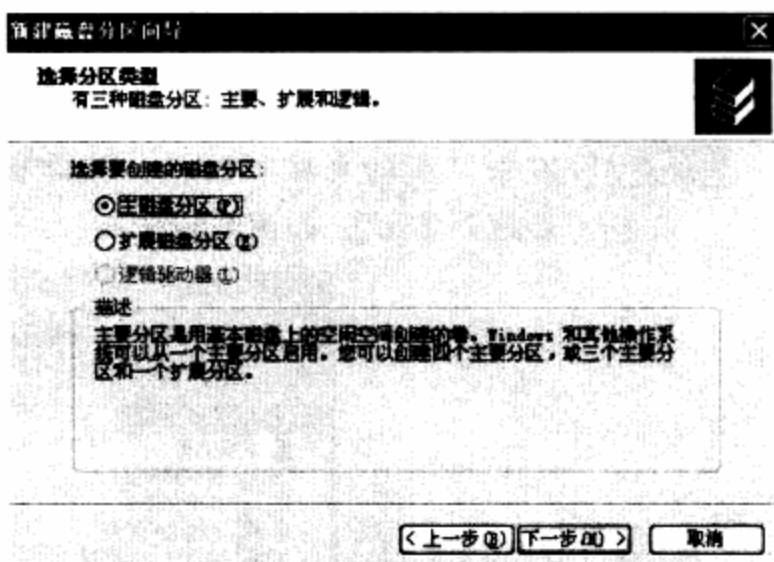 新建磁盘分区向导
选择分区类型
有三种磁盘分区: 主要、扩展和逻辑。
选择要创建的磁盘分区:
主磁盘分区(P)
扩展磁盘分区(E)
逻辑驱动器(L)
描述
主要分区是用基本磁盘上的空闲空间创建的卷。Windows 和其他操作系
统可以从一个主要分区启用。您可以创建四个主要分区，或三个主要分
区和一个扩展分区。
< 上一步(B)
下一步(N) >
取消